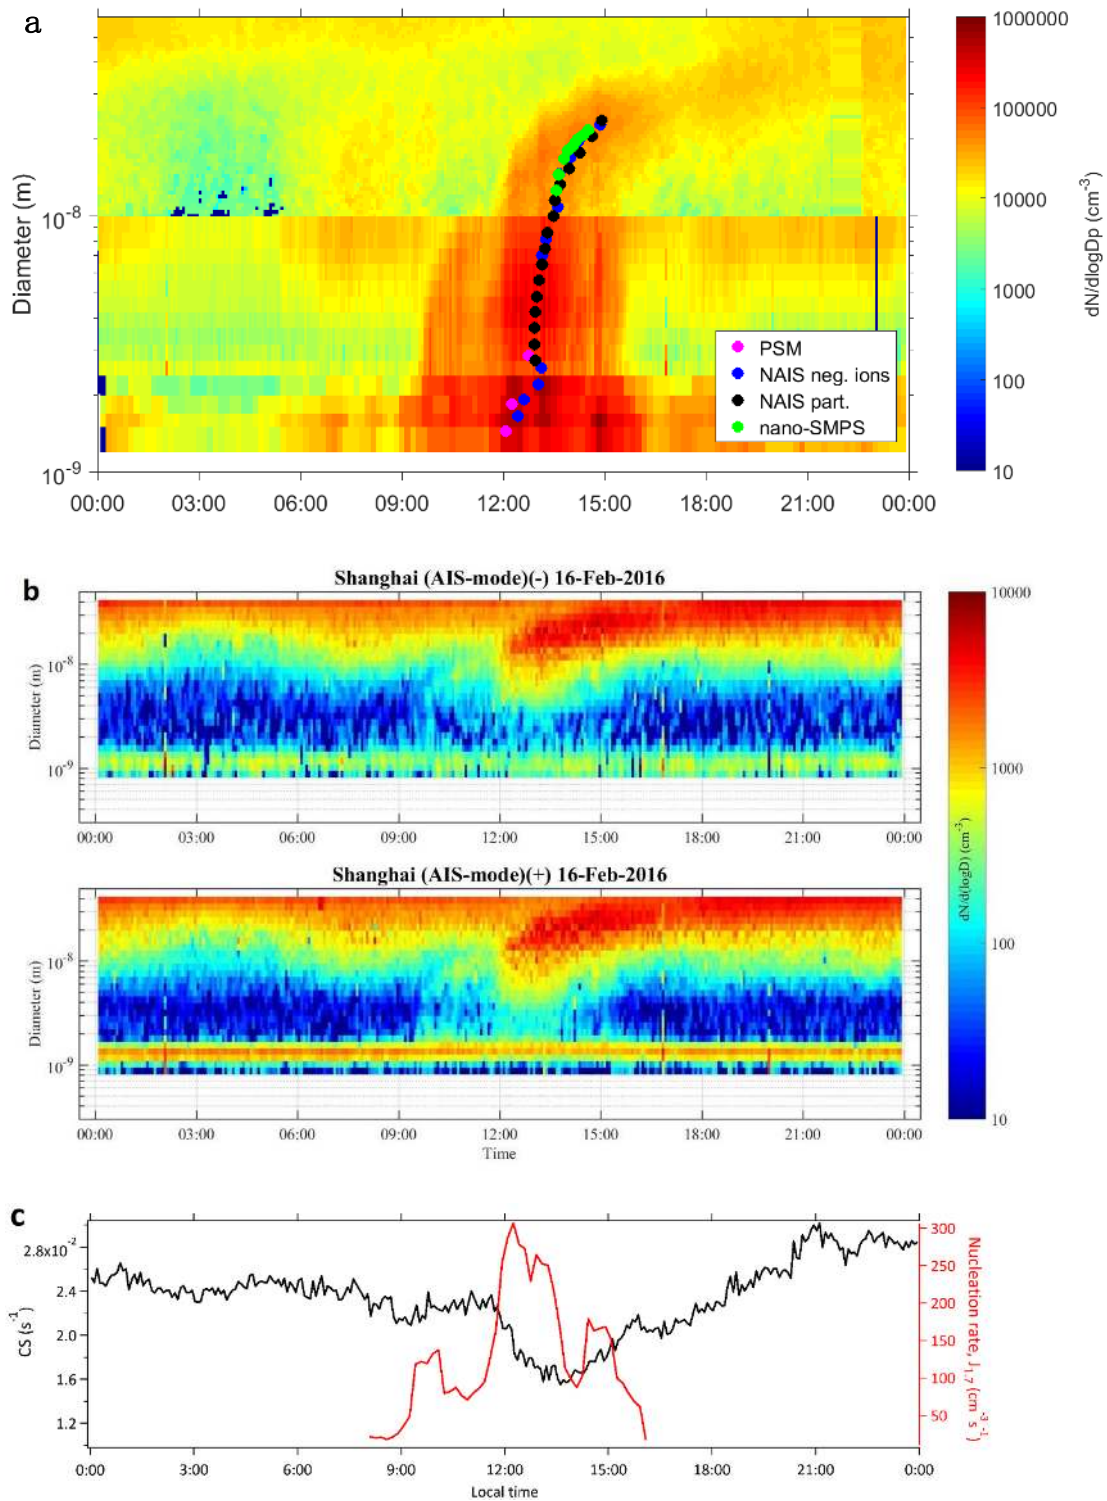 a
1000000
100000
10000
1000
100
10
dN/dlogDp (cm-3)
Diameter (m)
10-8
10-9
PSM
NAIS neg. ions
NAIS part.
nano-SMPS
00:00 03:00 06:00 09:00 12:00 15:00 18:00 21:00 00:00
b
Shanghai (AIS-mode)(-) 16-Feb-2016
Diameter (m)
10-8
10-9
00:00 03:00 06:00 09:00 12:00 15:00 18:00 21:00 00:00
Shanghai (AIS-mode)(+) 16-Feb-2016
Diameter (m)
10-8
10-9
00:00 03:00 06:00 09:00 12:00 15:00 18:00 21:00 00:00
Time
10000
1000
100
10
dN/d(logD) (cm-3)
c
2.8x10-2
2.4
2.0
1.6
1.2
CS (s-1)
300
250
200
150
100
50
Nucleation rate, J1.7 (cm-3s-1)
0:00 3:00 6:00 9:00 12:00 15:00 18:00 21:00 0:00
Local time